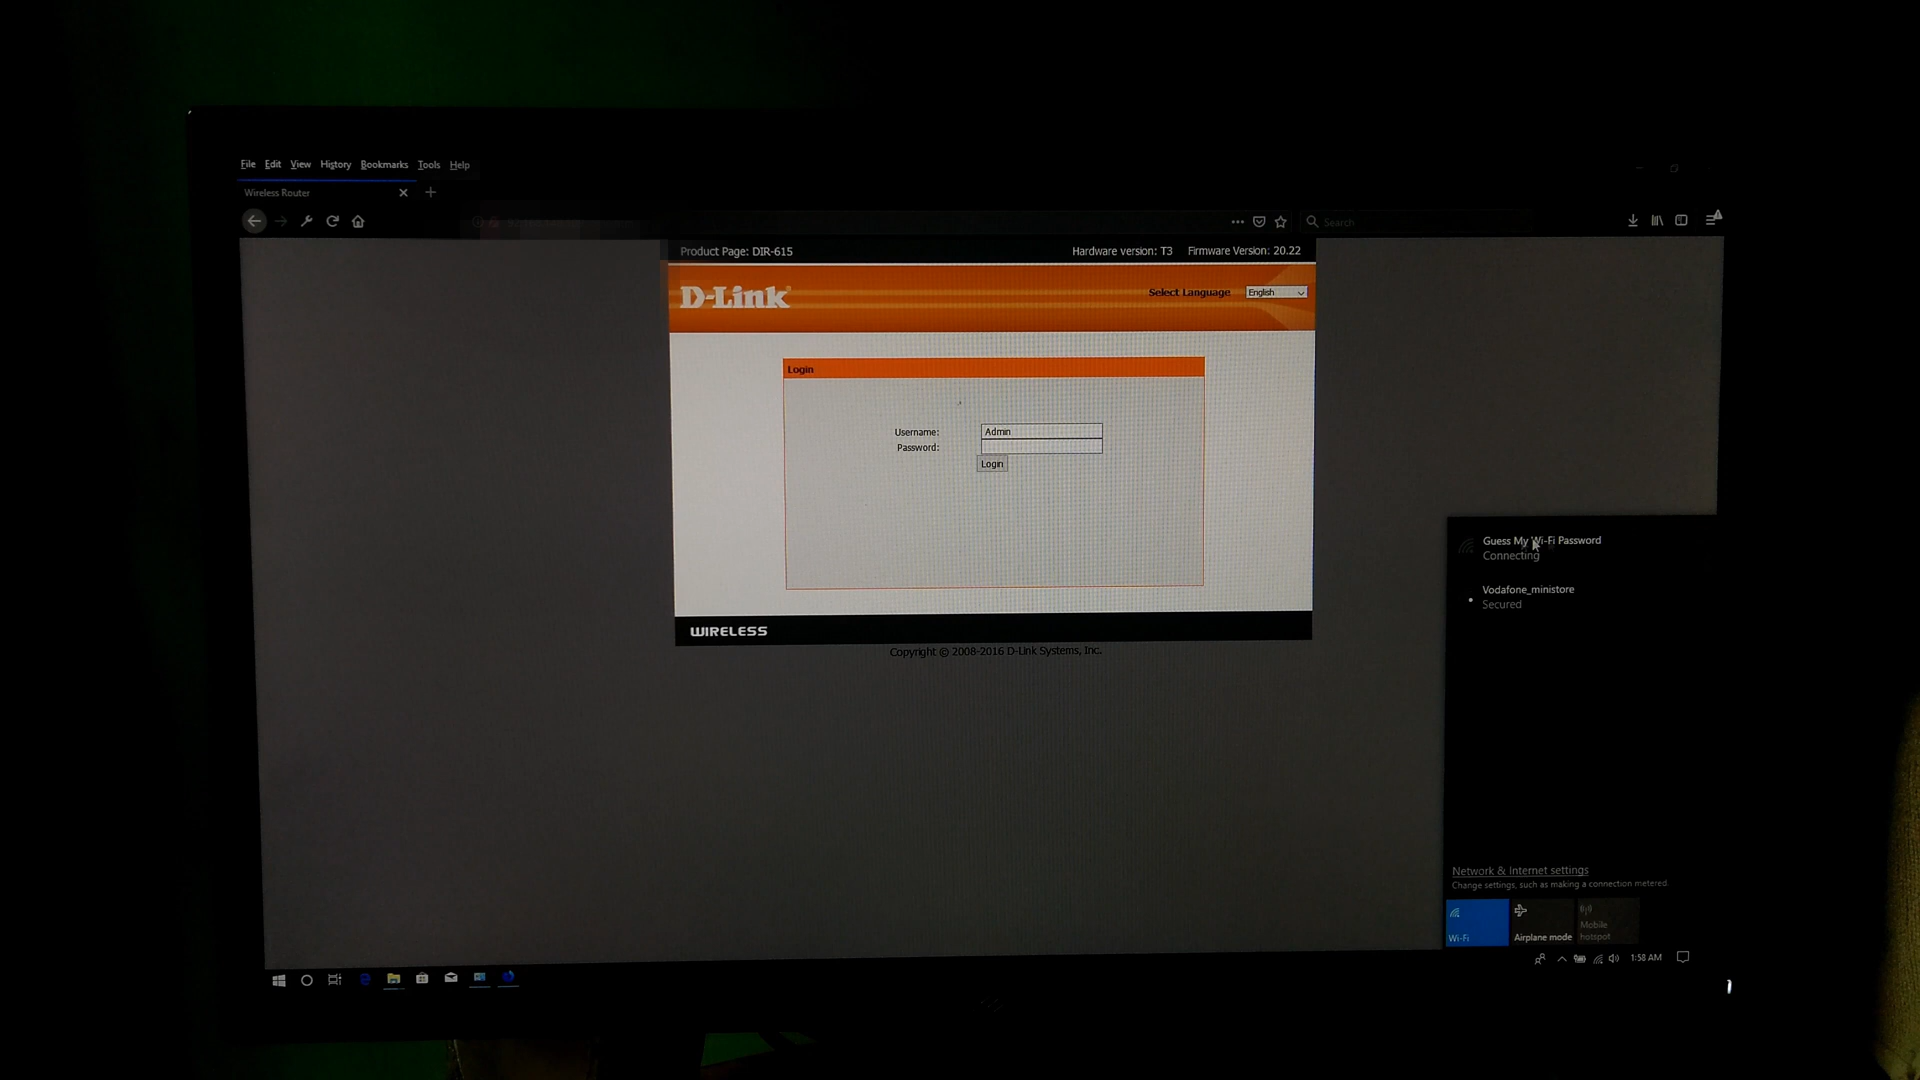 File Edit View History Bookmarks Tools Help
Wireless Router
Search
Product Page: DIR-615 Hardware version: T3 Firmware Version: 20.22
D-Link
Select Language English
Login
Username: Admin
Password:
Login
WIRELESS
Copyright © 2008-2016 D-Link Systems, Inc.
Guess My Wi-Fi Password
Connecting
Vodafone_ministore
Secured
Network & Internet settings
Change settings, such as making a connection metered.
Wi-Fi
Airplane mode
Mobile hotspot
1:58 AM